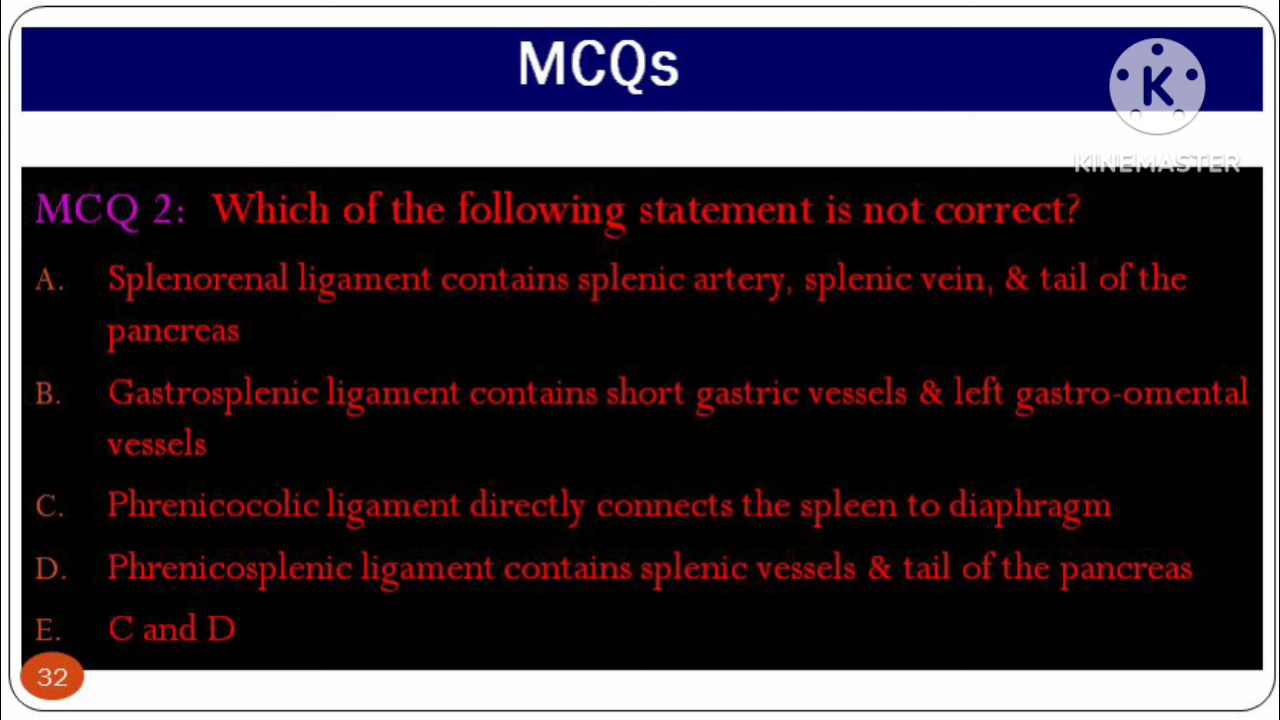 MCQs
K
KINEMASTER
MCQ 2: Which of the following statement is not correct?
A. Splenorenal ligament contains splenic artery, splenic vein, & tail of the
pancreas
B. Gastrosplenic ligament contains short gastric vessels & left gastro-omental
vessels
C. Phrenicocolic ligament directly connects the spleen to diaphragm
D. Phrenicosplenic ligament contains splenic vessels & tail of the pancreas
E. C and D
32